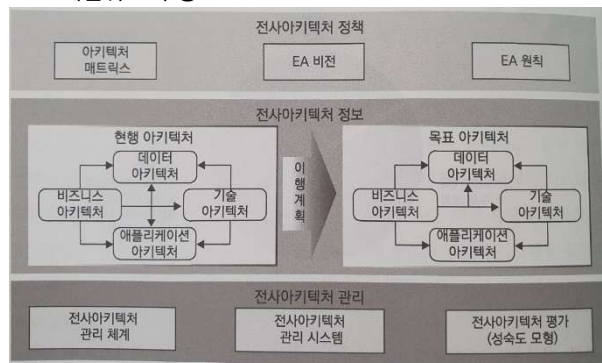 전사아키텍처 정책
아키텍처
매트릭스
EA 비전
EA 원칙
전사아키텍처 정보
현행 아키텍처
데이터
아키텍처
비즈니스
아키텍처
기술
아키텍처
애플리케이션
아키텍처
이
행
계
획
목표 아키텍처
데이터
아키텍처
비즈니스
아키텍처
기술
아키텍처
애플리케이션
아키텍처
전사아키텍처 관리
전사아키텍처
관리 체계
전사아키텍처
관리 시스템
전사아키텍처 평가
(성숙도 모형)